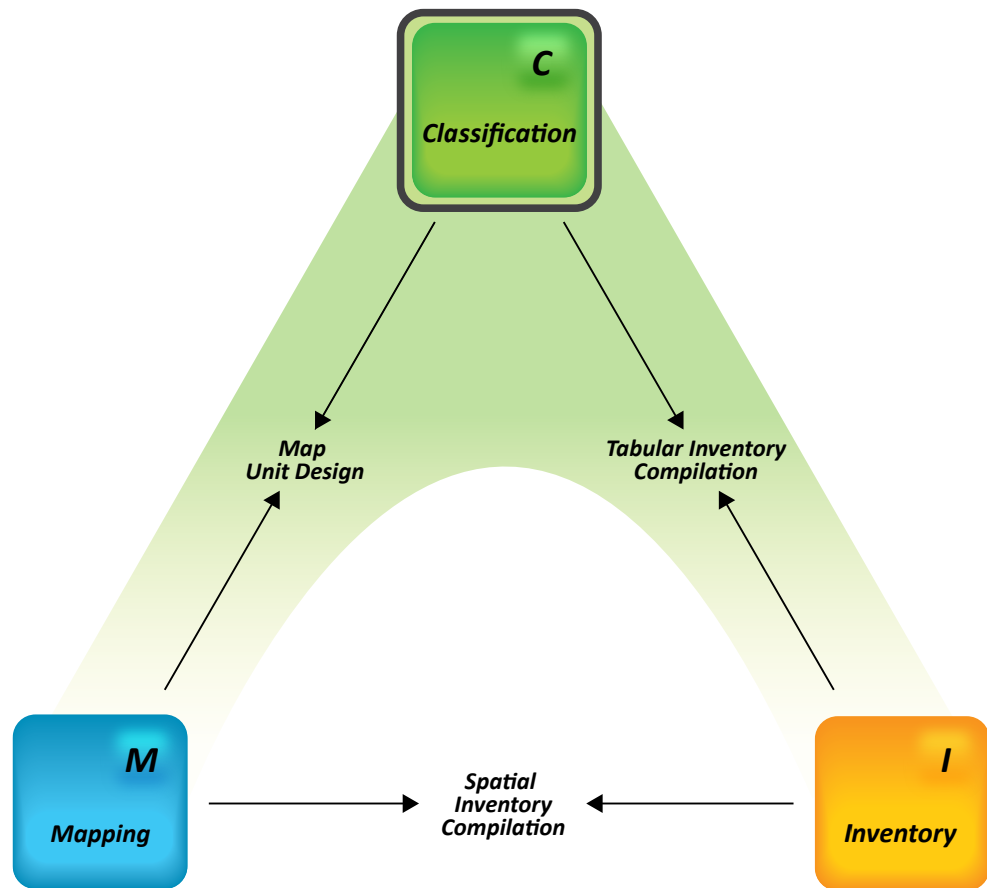 C
Classification
Map
Unit Design
Tabular Inventory
Compilation
M
Mapping
Spatial
Inventory
Compilation
I
Inventory